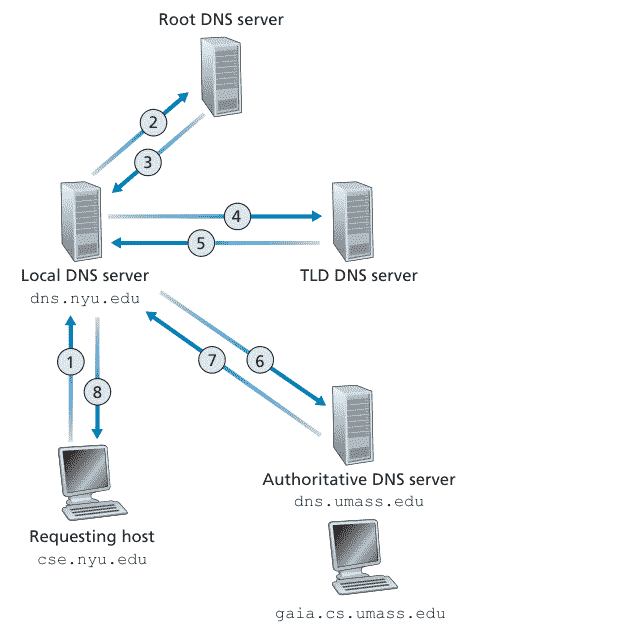 Root DNS server
2
3
4
5
Local DNS server
dns.nyu.edu
TLD DNS server
1
8
7
6
Authoritative DNS server
dns.umass.edu
Requesting host
cse.nyu.edu
gaia.cs.umass.edu